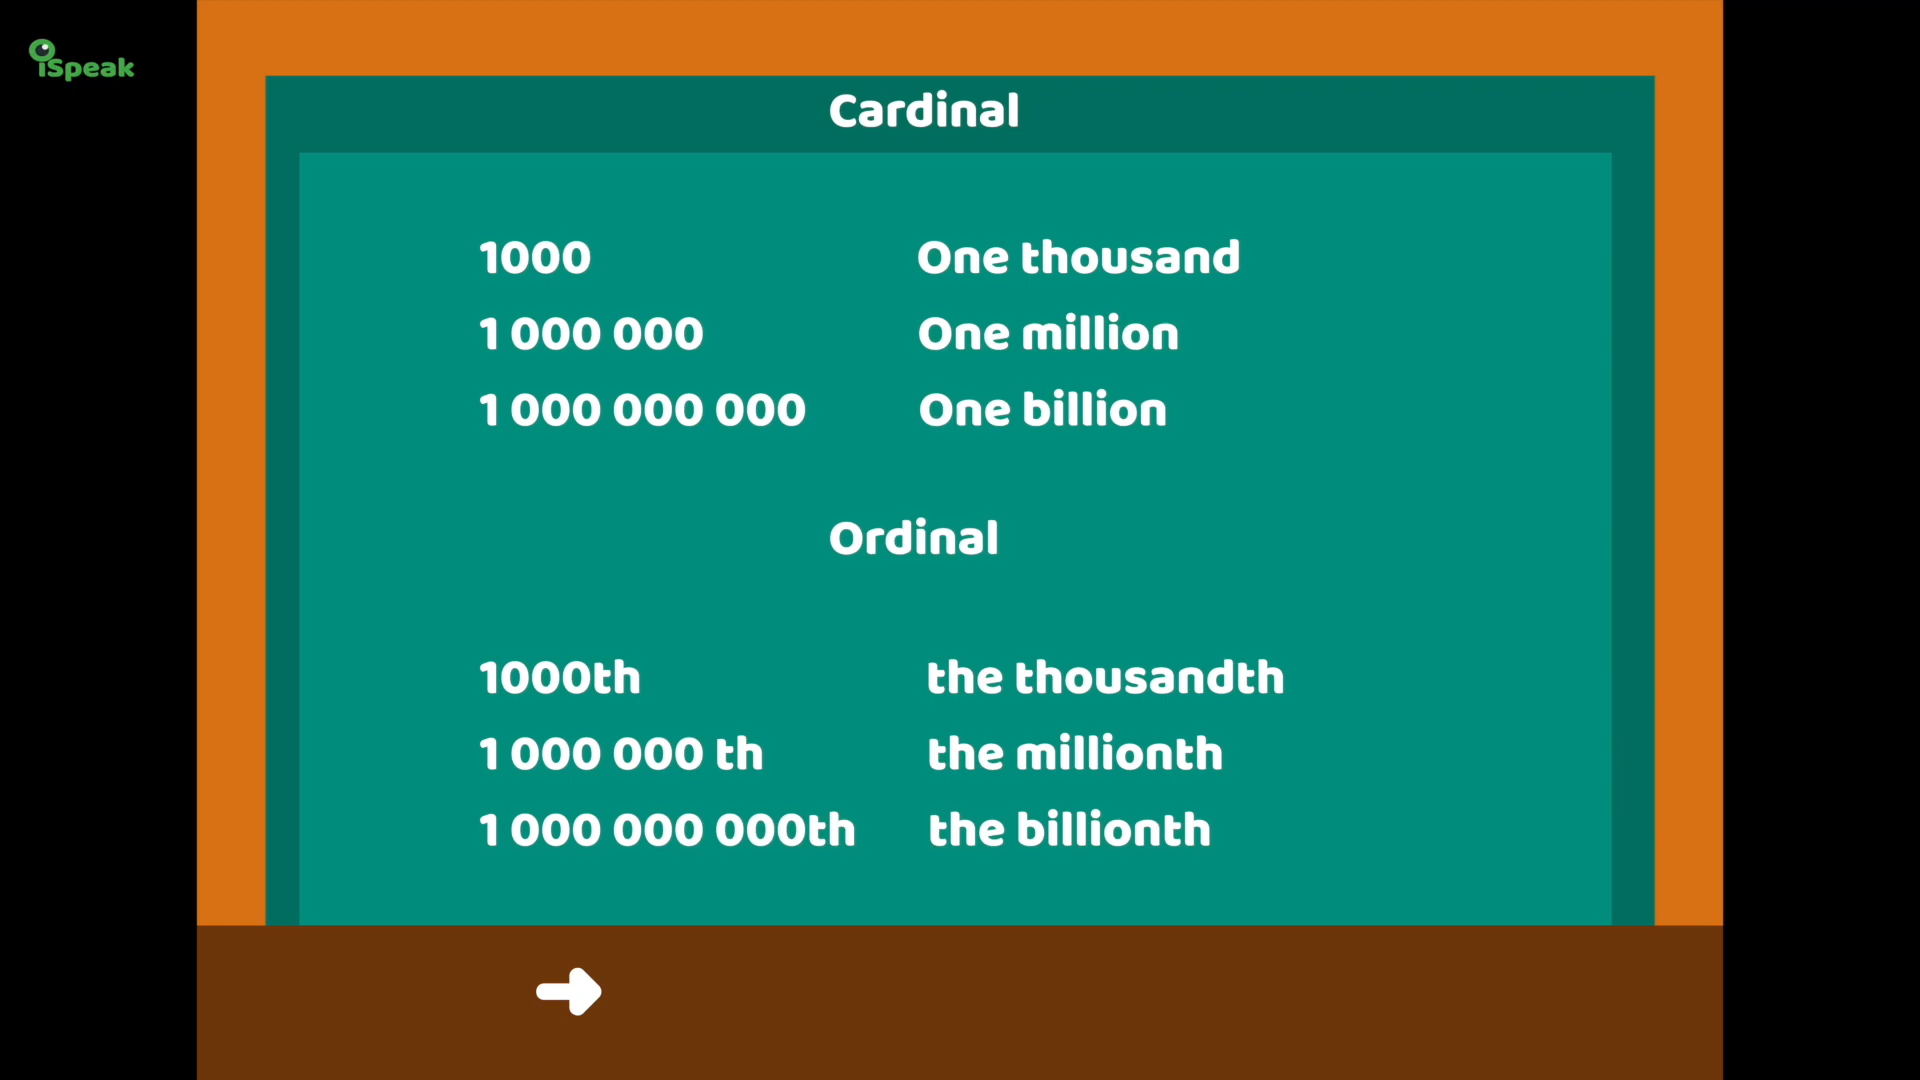 iSpeak
Cardinal
1000 One thousand
1 000 000 One million
1 000 000 000 One billion
Ordinal
1000th the thousandth
1 000 000 th the millionth
1 000 000 000th the billionth